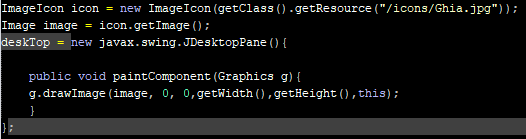 ImageIcon icon = new ImageIcon(getClass().getResource("/icons/Ghia.jpg"));
Image image = icon.getImage();
deskTop = new javax.swing.JDesktopPane(){
public void paintComponent(Graphics g){
g.drawImage(image, 0, 0,getWidth(),getHeight(),this);
}
};